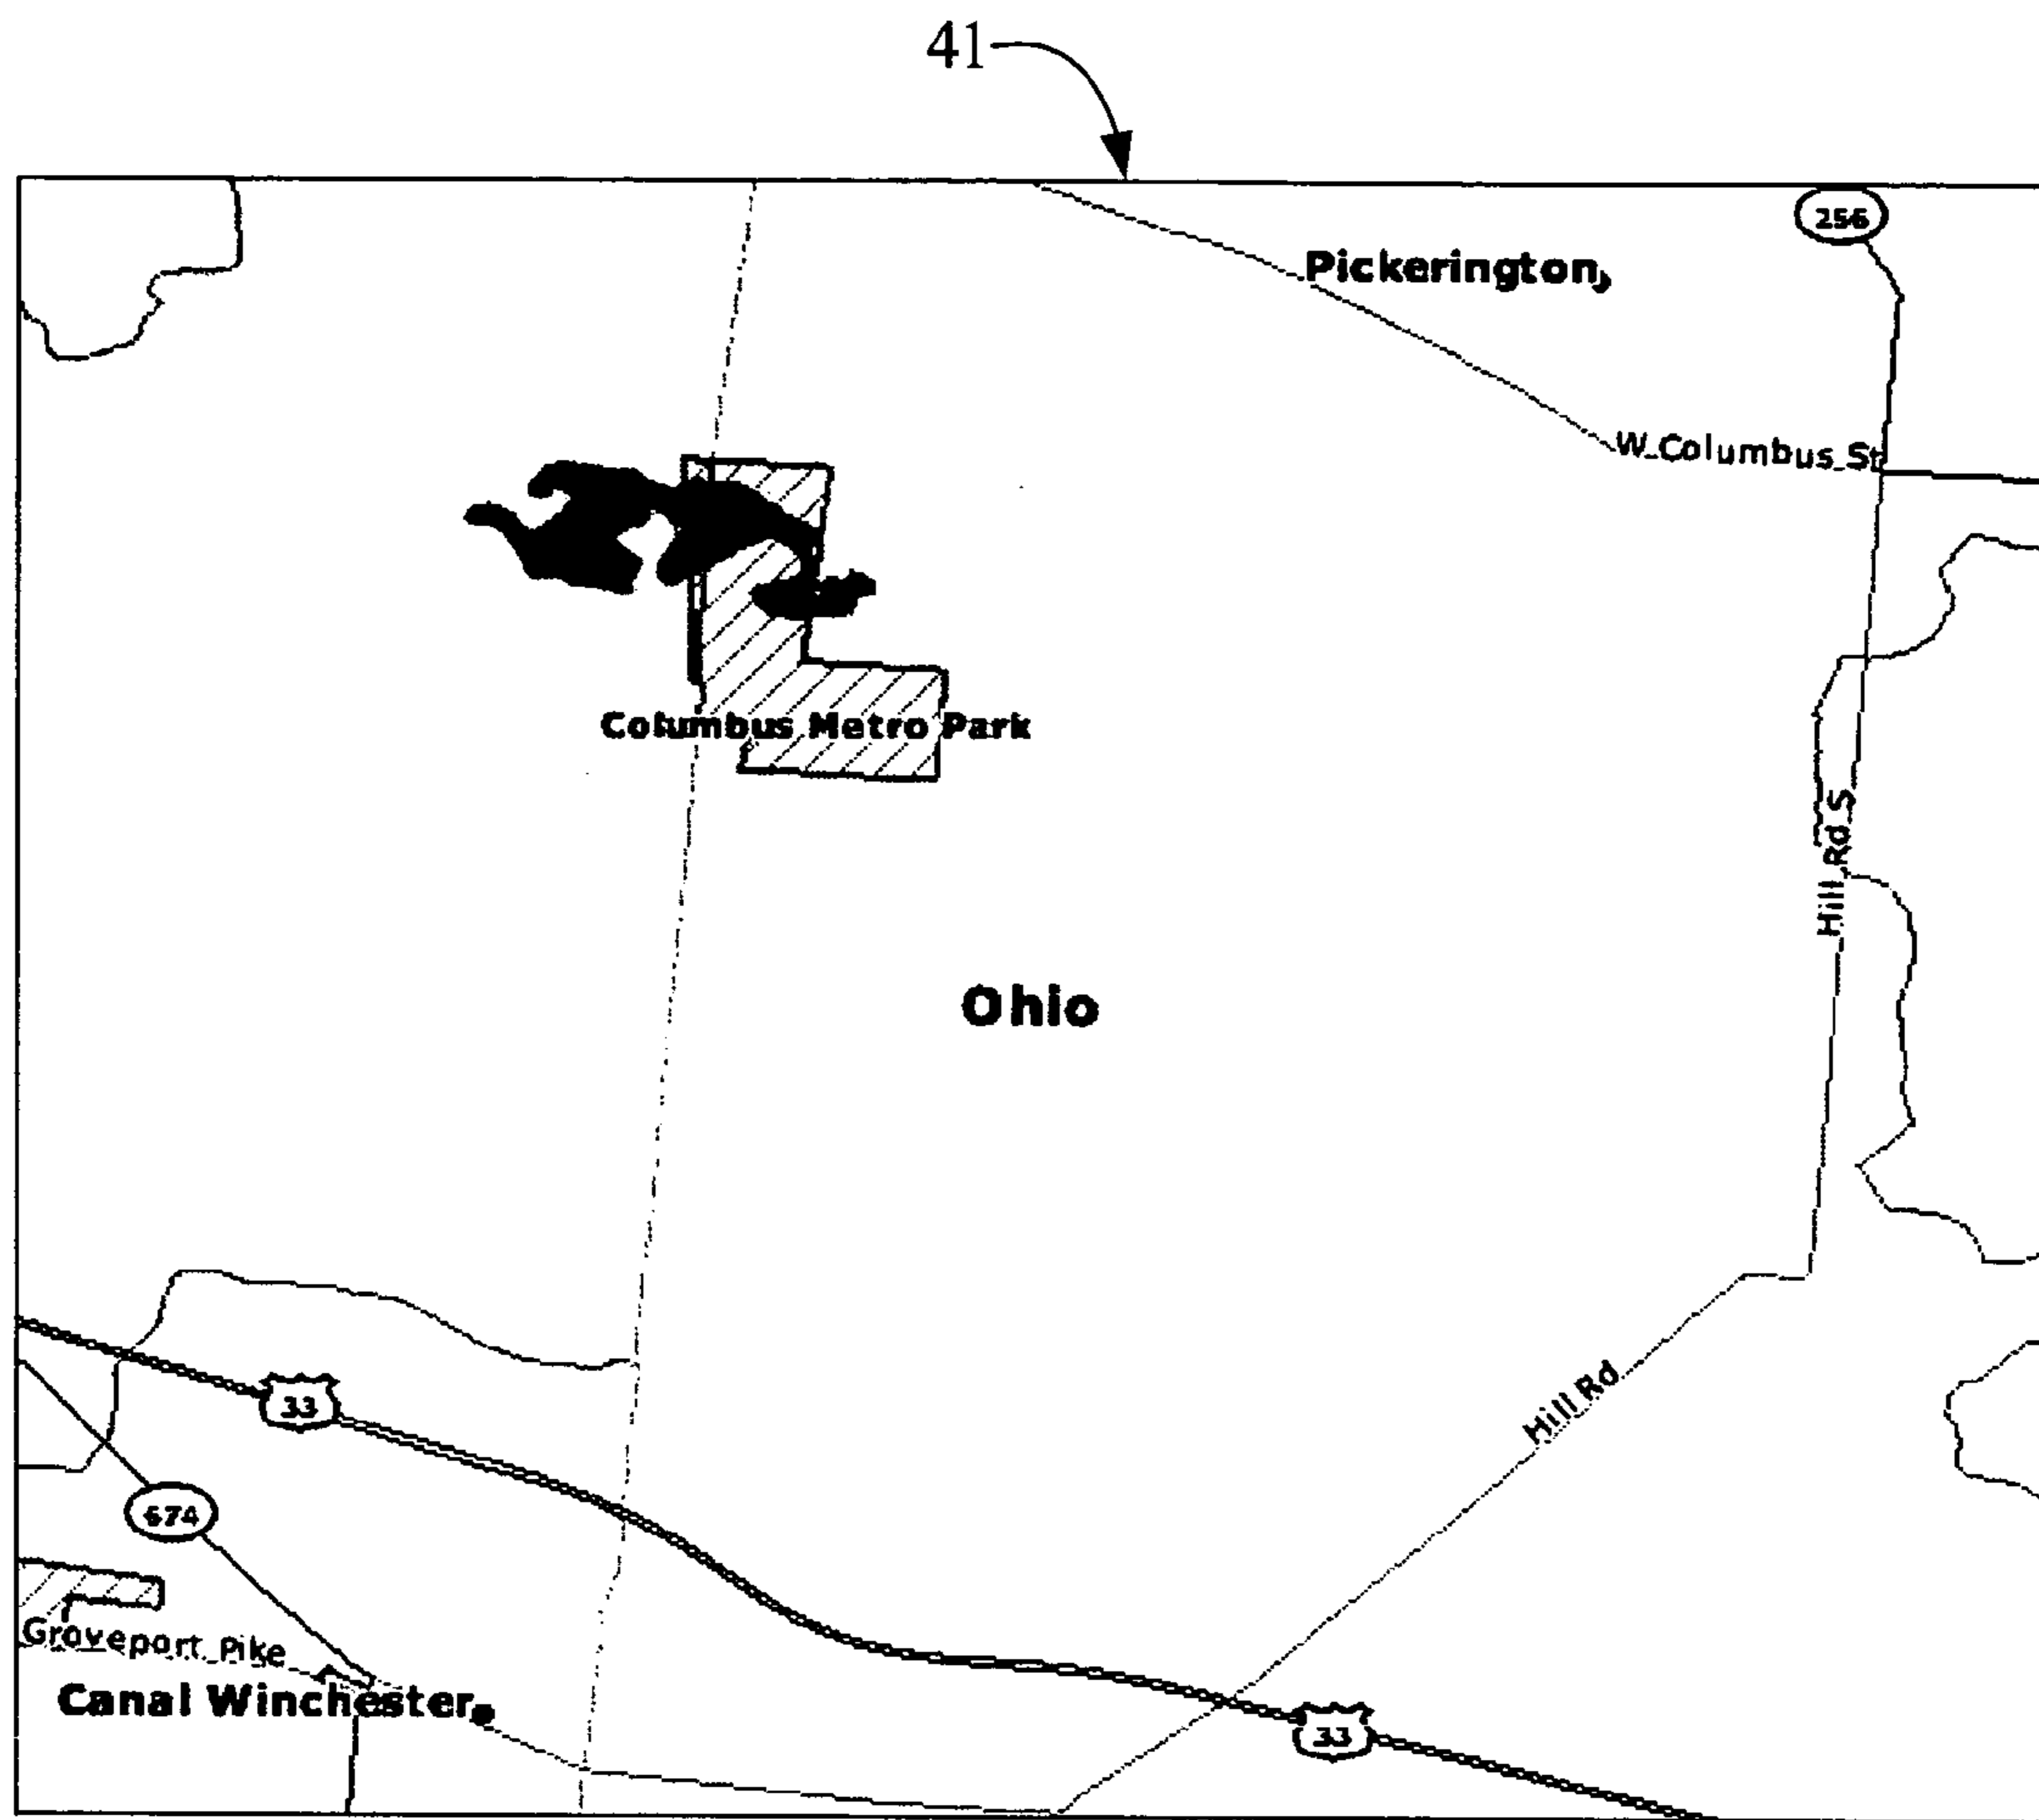 41
256
Pickerington
W Columbus St
Columbus Metro Park
Hill Rd S
Ohio
Hill Rd
33
674
Groveport Pike
Canal Winchester
33